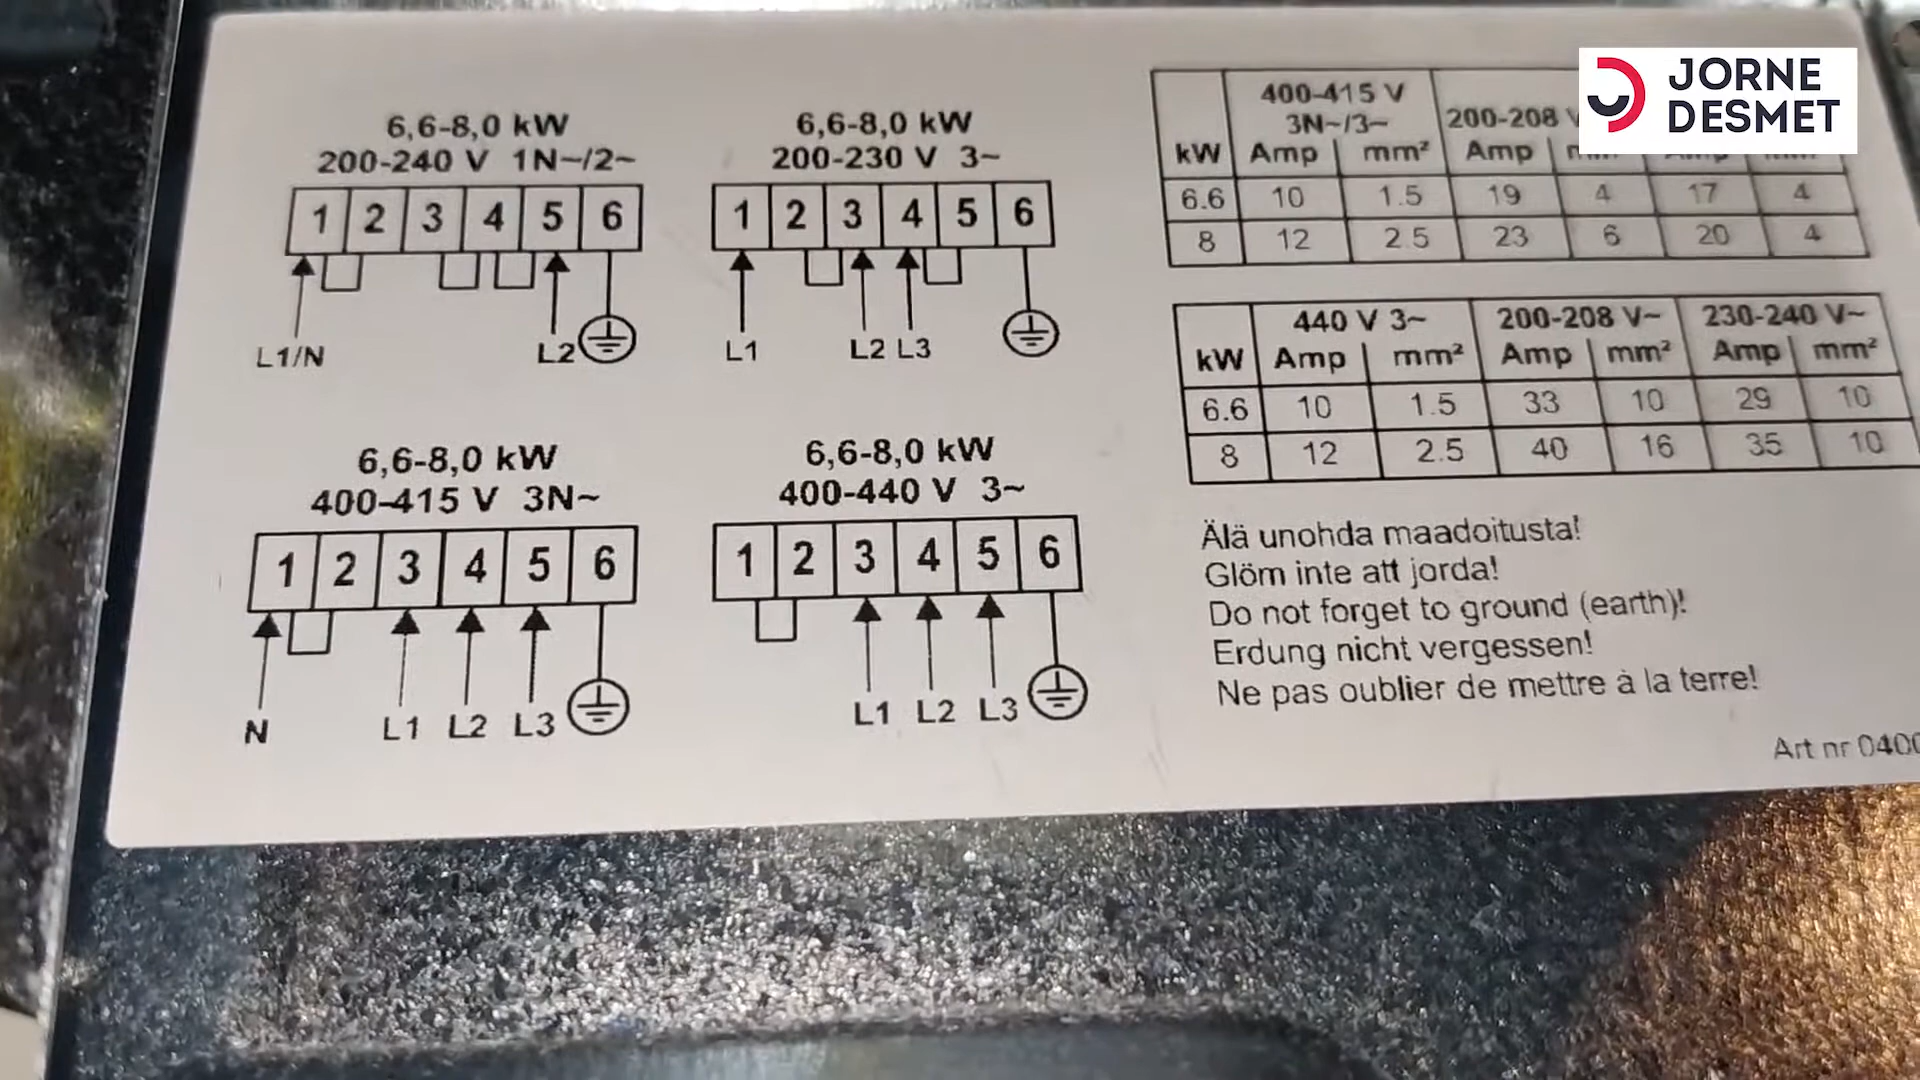 6,6-8,0 kW
200-240 V 1N~/2~
1 2 3 4 5 6
L1/N L2
6,6-8,0 kW
200-230 V 3~
1 2 3 4 5 6
L1 L2 L3
6,6-8,0 kW
400-415 V 3N~
1 2 3 4 5 6
N L1 L2 L3
6,6-8,0 kW
400-440 V 3~
1 2 3 4 5 6
L1 L2 L3
JORNE
DESMET
400-415 V
3N~/3~ 200-208
kW Amp mm² Amp
6.6 10 1.5 19 4 17 4
8 12 2.5 23 6 20 4
440 V 3~ 200-208 V~ 230-240 V~
kW Amp mm² Amp mm² Amp mm²
6.6 10 1.5 33 10 29 10
8 12 2.5 40 16 35 10
Älä unohda maadoitusta!
Glöm inte att jorda!
Do not forget to ground (earth)!
Erdung nicht vergessen!
Ne pas oublier de mettre à la terre!
Art nr